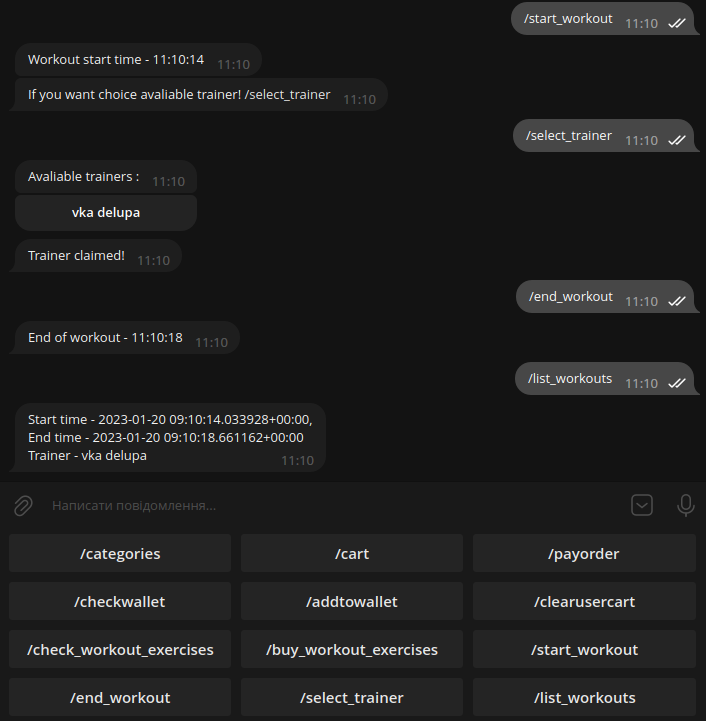 /start_workout 11:10
Workout start time - 11:10:14 11:10
If you want choice avaliable trainer! /select_trainer 11:10
/select_trainer 11:10
Avaliable trainers : 11:10
vka delupa
Trainer claimed! 11:10
/end_workout 11:10
End of workout - 11:10:18 11:10
/list_workouts 11:10
Start time - 2023-01-20 09:10:14.033928+00:00,
End time - 2023-01-20 09:10:18.661162+00:00
Trainer - vka delupa 11:10
Написати повідомлення...
/categories /cart /payorder
/checkwallet /addtowallet /clearusercart
/check_workout_exercises /buy_workout_exercises /start_workout
/end_workout /select_trainer /list_workouts